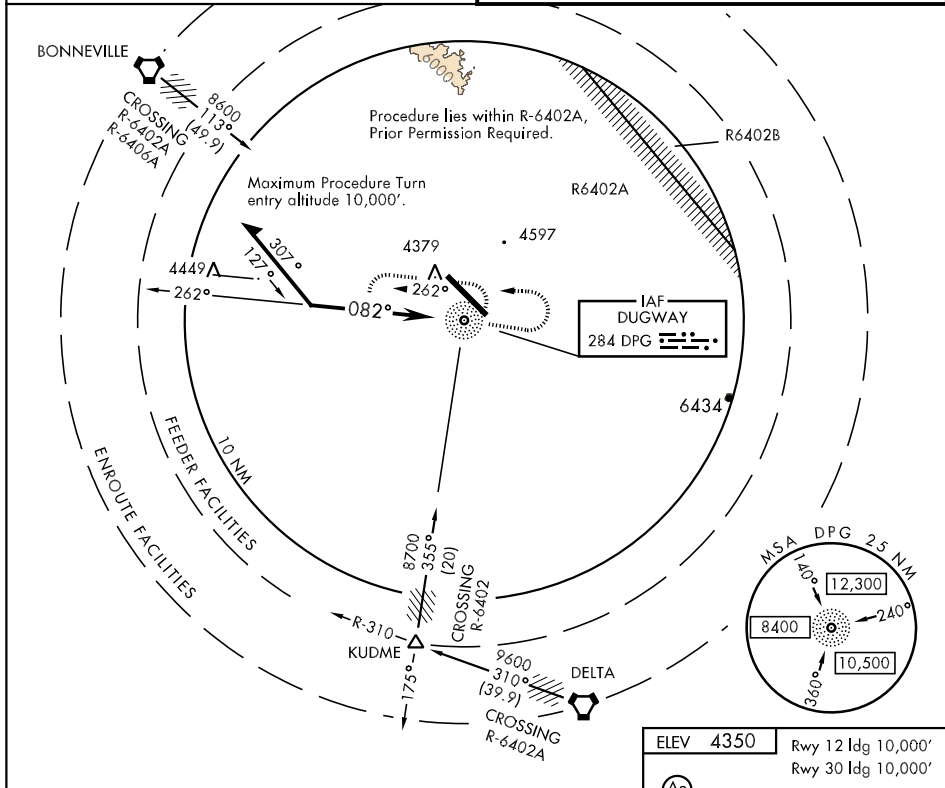 BONNEVILLE
8600
113°
(49.9)
CROSSING
R-6402A
R-6406A
6000
Procedure lies within R-6402A,
Prior Permission Required.
R6402B
R6402A
Maximum Procedure Turn
entry altitude 10,000'.
307°
127°
4449
262°
082°
4379
262°
4597
IAF
DUGWAY
284 DPG
6434
10 NM
FEEDER FACILITIES
ENROUTE FACILITIES
8700
355°
(20)
CROSSING
R-6402
R-310
KUDME
175°
9600
310°
(39.9)
DELTA
CROSSING
R-6402A
MSA DPG 25 NM
140°
12,300
240°
8400
10,500
360°
ELEV 4350
Rwy 12 ldg 10,000'
Rwy 30 ldg 10,000'